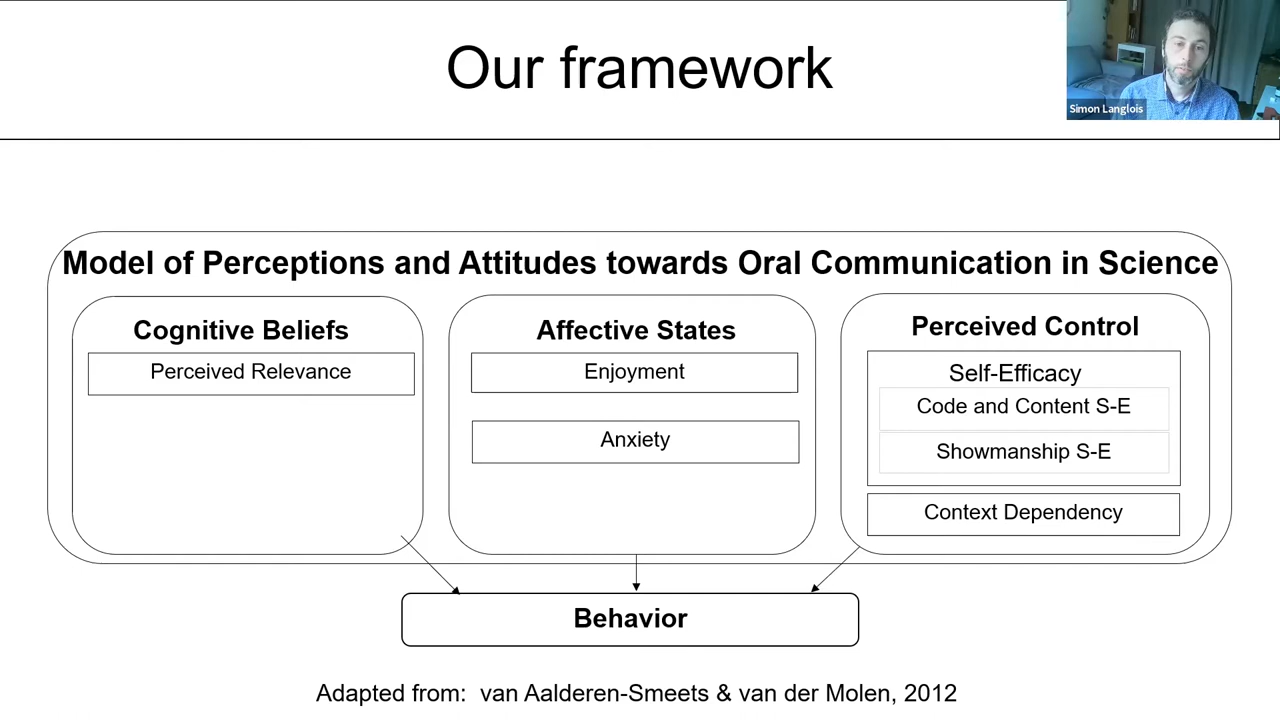 Our framework
Simon Langlois
Model of Perceptions and Attitudes towards Oral Communication in Science
Cognitive Beliefs
Perceived Relevance
Affective States
Enjoyment
Anxiety
Perceived Control
Self-Efficacy
Code and Content S-E
Showmanship S-E
Context Dependency
Behavior
Adapted from: van Aalderen-Smeets & van der Molen, 2012